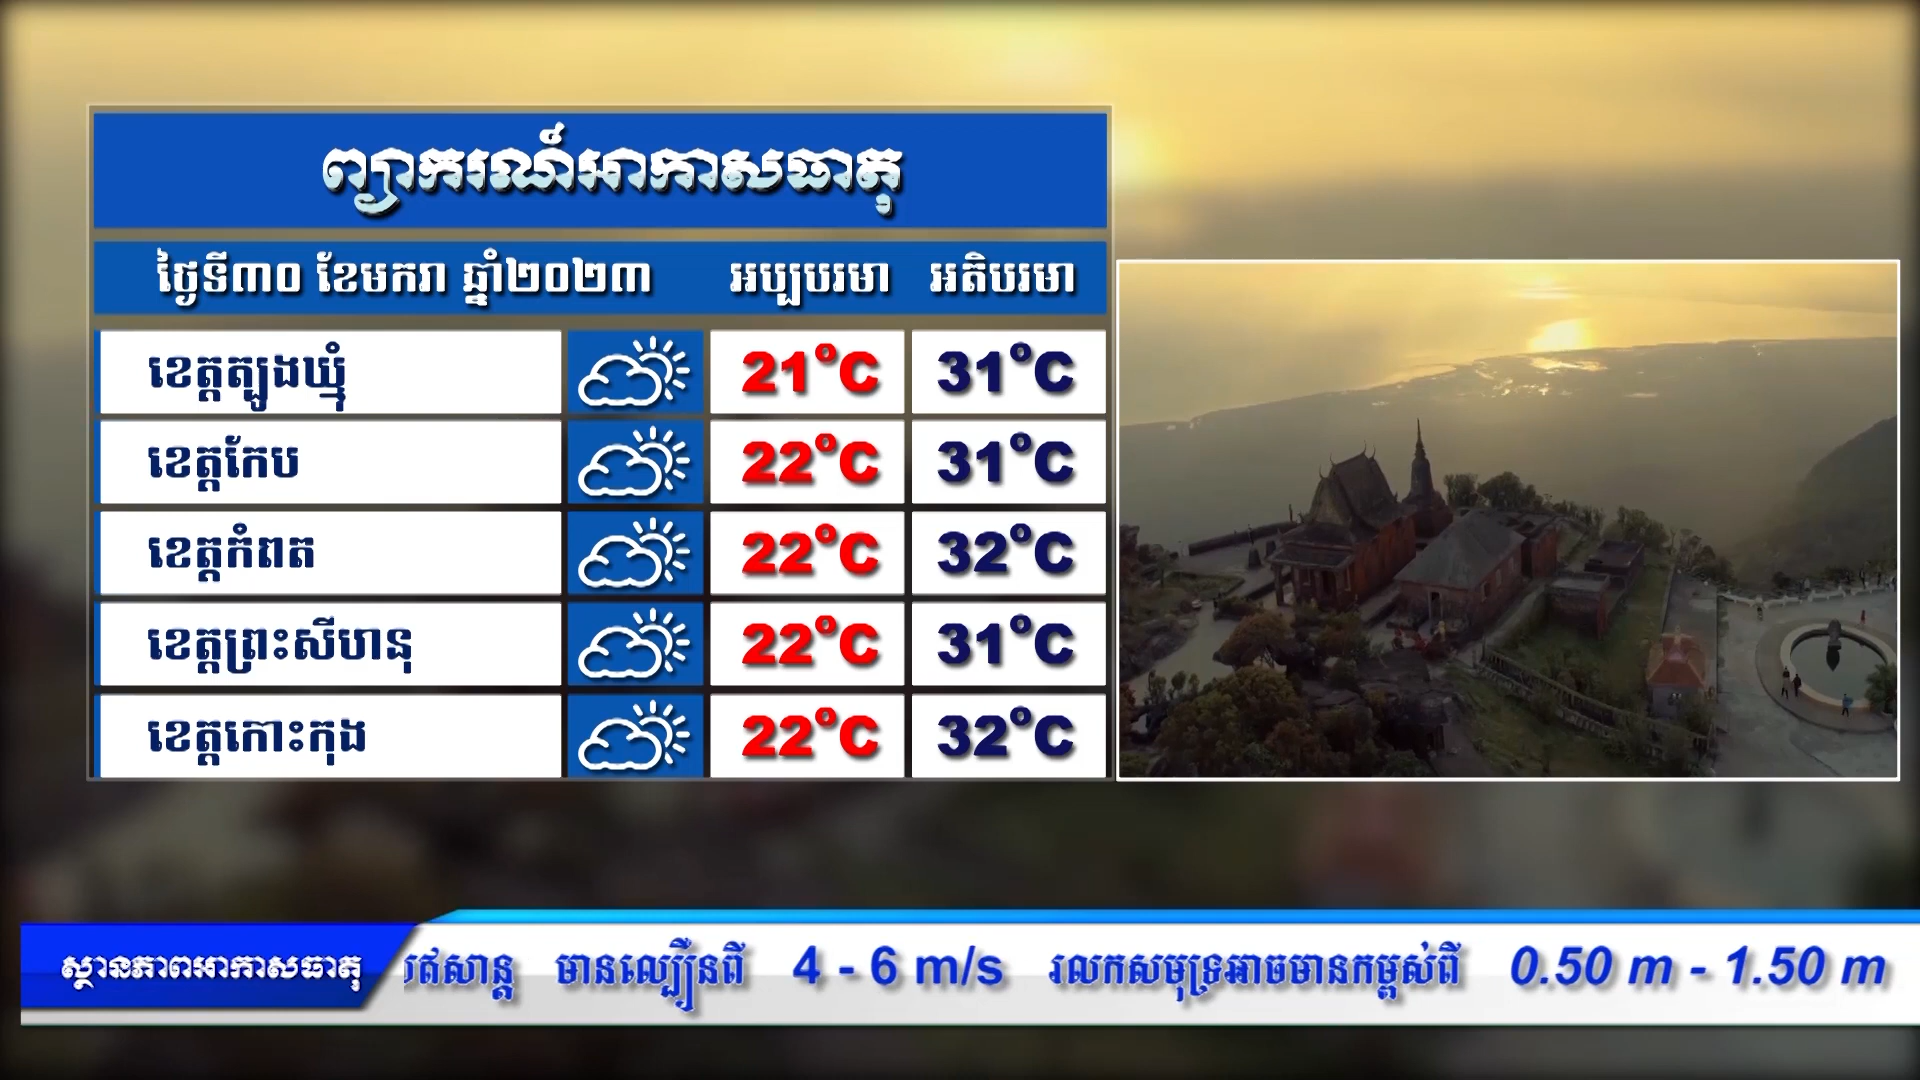 ព្យាករណ៍អាកាសធាតុ
ថ្ងៃទី៣០ ខែមករា ឆ្នាំ២០២៣ អប្បបរមា អតិបរមា
ខេត្តត្បូងឃ្មុំ 21°C 31°C
ខេត្តកែប 22°C 31°C
ខេត្តកំពត 22°C 32°C
ខេត្តព្រះសីហនុ 22°C 31°C
ខេត្តកោះកុង 22°C 32°C
ស្ថានភាពអាកាសធាតុ
មានល្បឿនពី 4 - 6 m/s រលកសមុទ្រអាចមានកម្ពស់ពី 0.50 m - 1.50 m